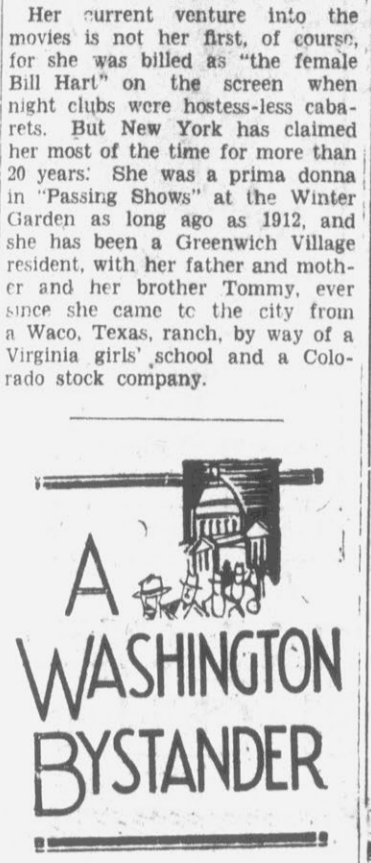 Her current venture into the
movies is not her first, of course,
for she was billed as "the female
Bill Hart" on the screen when
night clubs were hostess-less caba-
rets. But New York has claimed
her most of the time for more than
20 years. She was a prima donna
in "Passing Shows" at the Winter
Garden as long ago as 1912, and
she has been a Greenwich Village
resident, with her father and moth-
er and her brother Tommy, ever
since she came to the city from
a Waco, Texas, ranch, by way of a
Virginia girls' school and a Colo-
rado stock company.
A
WASHINGTON
BYSTANDER